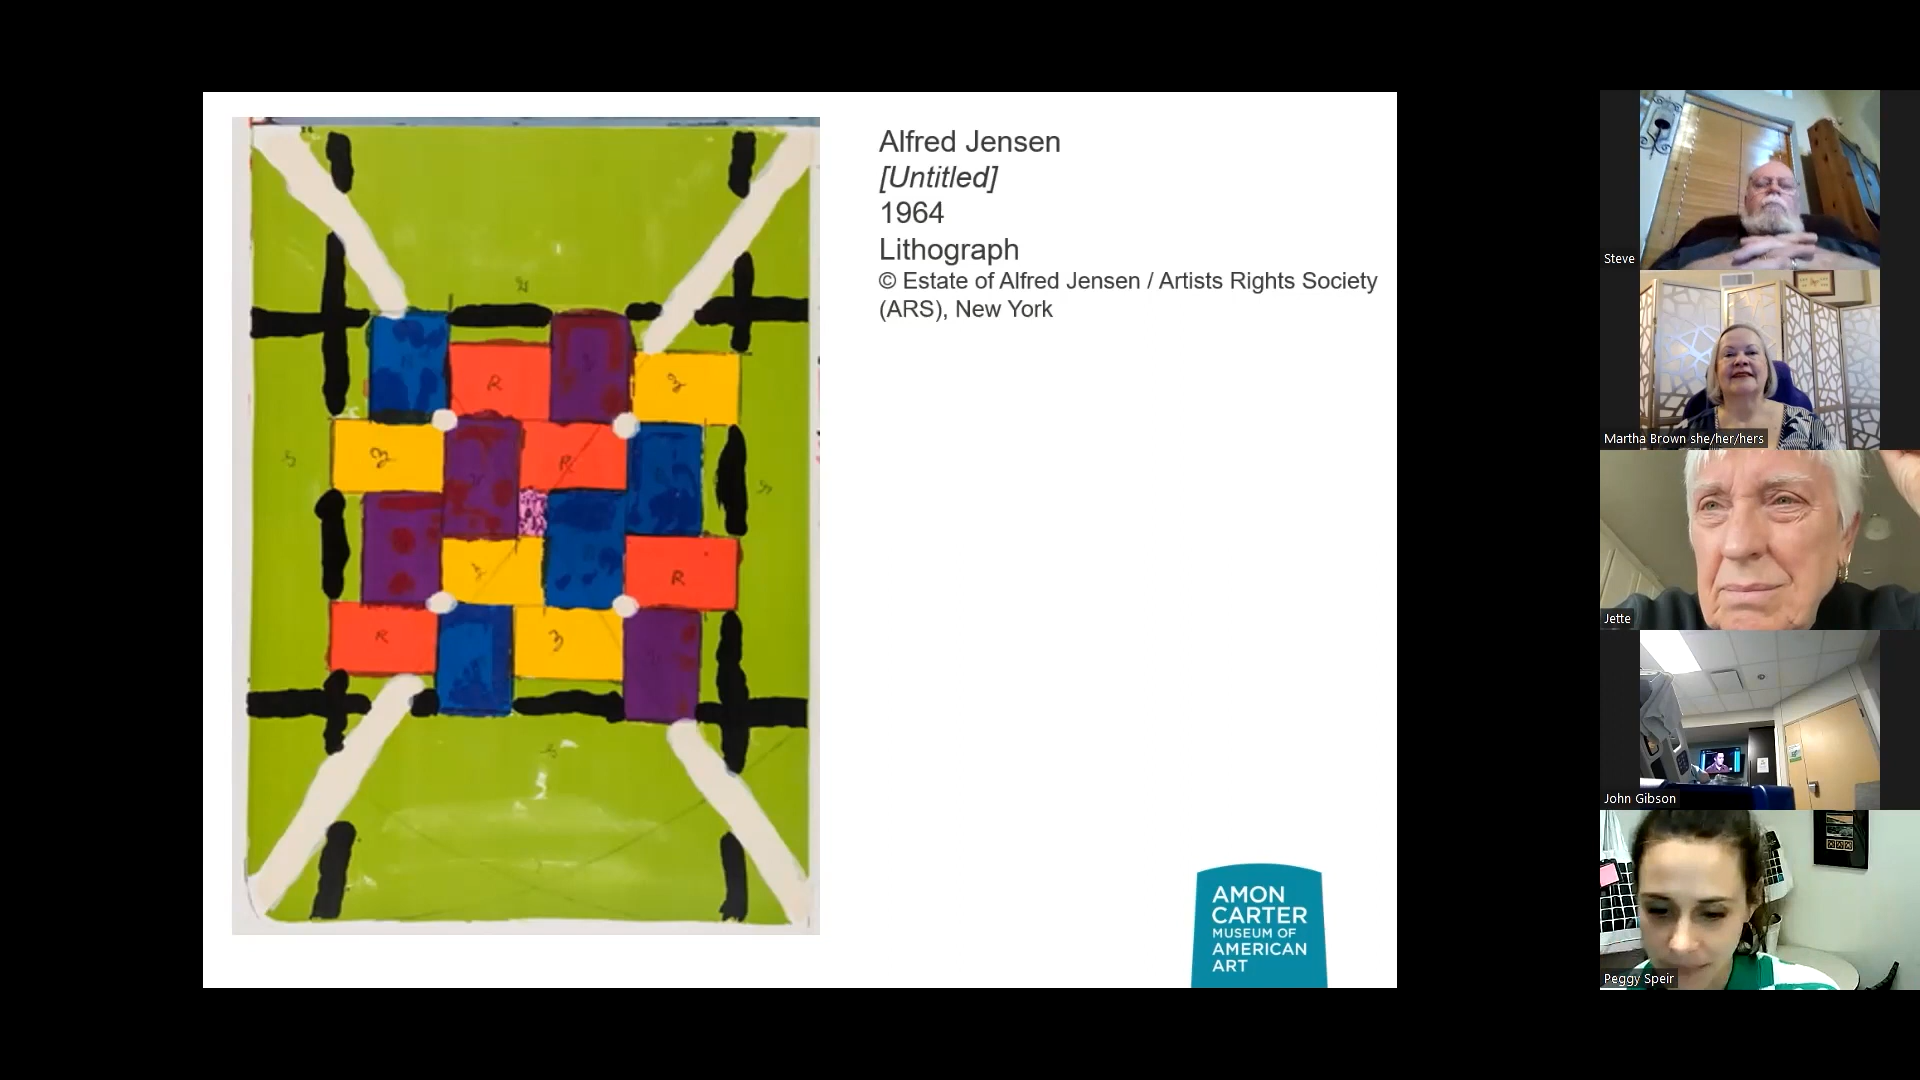 Alfred Jensen
[Untitled]
1964
Lithograph
© Estate of Alfred Jensen / Artists Rights Society
(ARS), New York
R
R
R
R
AMON
CARTER
MUSEUM OF
AMERICAN
ART
Steve
Martha Brown she/her/hers
Jette
John Gibson
Peggy Speir